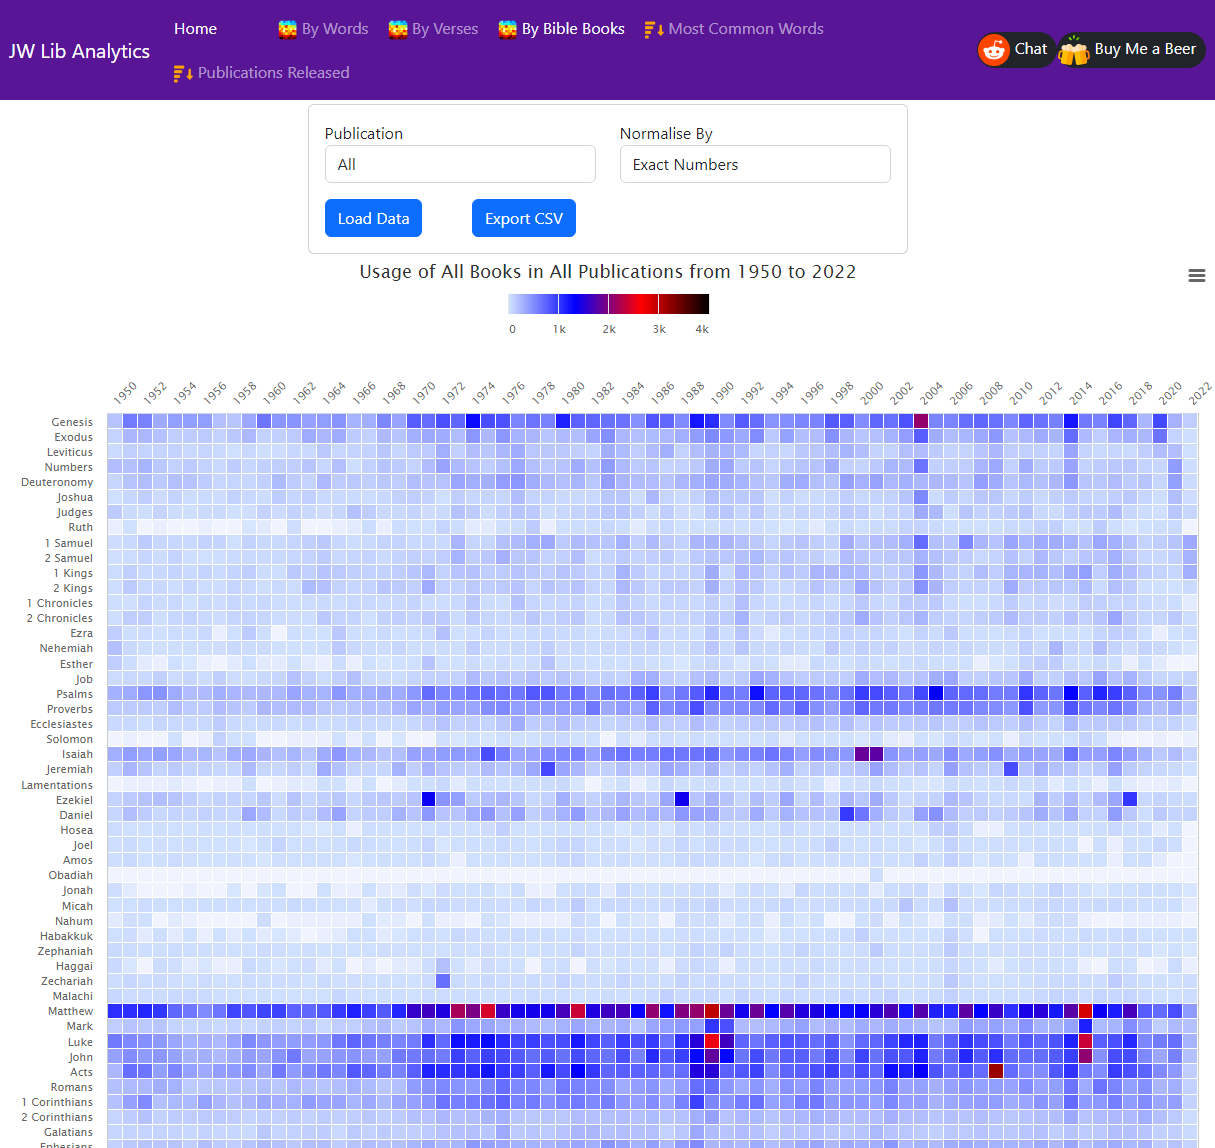 JW Lib Analytics
Home By Words By Verses By Bible Books Most Common Words
Publications Released
Chat Buy Me a Beer
Publication Normalise By
All Exact Numbers
Load Data Export CSV
Usage of All Books in All Publications from 1950 to 2022
0 1k 2k 3k 4k
1950 1952 1954 1956 1958 1960 1962 1964 1966 1968 1970 1972 1974 1976 1978 1980 1982 1984 1986 1988 1990 1992 1994 1996 1998 2000 2002 2004 2006 2008 2010 2012 2014 2016 2018 2020 2022
Genesis
Exodus
Leviticus
Numbers
Deuteronomy
Joshua
Judges
Ruth
1 Samuel
2 Samuel
1 Kings
2 Kings
1 Chronicles
2 Chronicles
Ezra
Nehemiah
Esther
Job
Psalms
Proverbs
Ecclesiastes
Solomon
Isaiah
Jeremiah
Lamentations
Ezekiel
Daniel
Hosea
Joel
Amos
Obadiah
Jonah
Micah
Nahum
Habakkuk
Zephaniah
Haggai
Zechariah
Malachi
Matthew
Mark
Luke
John
Acts
Romans
1 Corinthians
2 Corinthians
Galatians
Ephesians